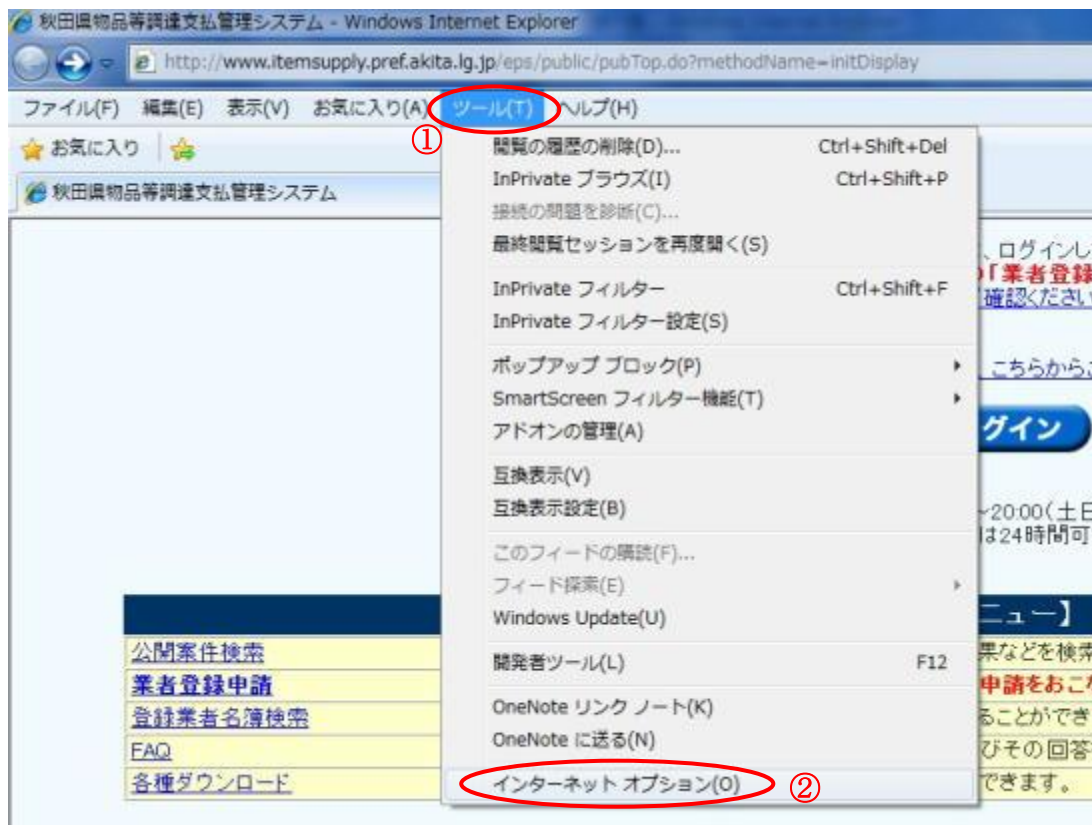 秋田県物品等調達支払管理システム - Windows Internet Explorer
http://www.itemsupply.pref.akita.lg.jp/eps/public/pubTop.do?methodName=initDisplay
ファイル(F) 編集(E) 表示(V) お気に入り(A) ツール(T) ヘルプ(H)
①
お気に入り
秋田県物品等調達支払管理システム
閲覧の履歴の削除(D)... Ctrl+Shift+Del
InPrivate ブラウズ(I) Ctrl+Shift+P
接続の問題を診断(C)...
最終閲覧セッションを再度開く(S)
InPrivate フィルター Ctrl+Shift+F
InPrivate フィルター設定(S)
ポップアップ ブロック(P)
SmartScreen フィルター機能(T)
アドオンの管理(A)
互換表示(V)
互換表示設定(B)
このフィードの購読(F)...
フィード探索(E)
Windows Update(U)
開発者ツール(L) F12
OneNote リンク ノート(K)
OneNote に送る(N)
インターネット オプション(O) ②
、ログインし
「業者登録
確認ください
こちらから
グイン
~20:00(土日
は24時間可
ニュー】
公開案件検索 果などを検索
業者登録申請 申請をおこな
登録業者名簿検索 ることができ
FAQ びその回答
各種ダウンロード できます。